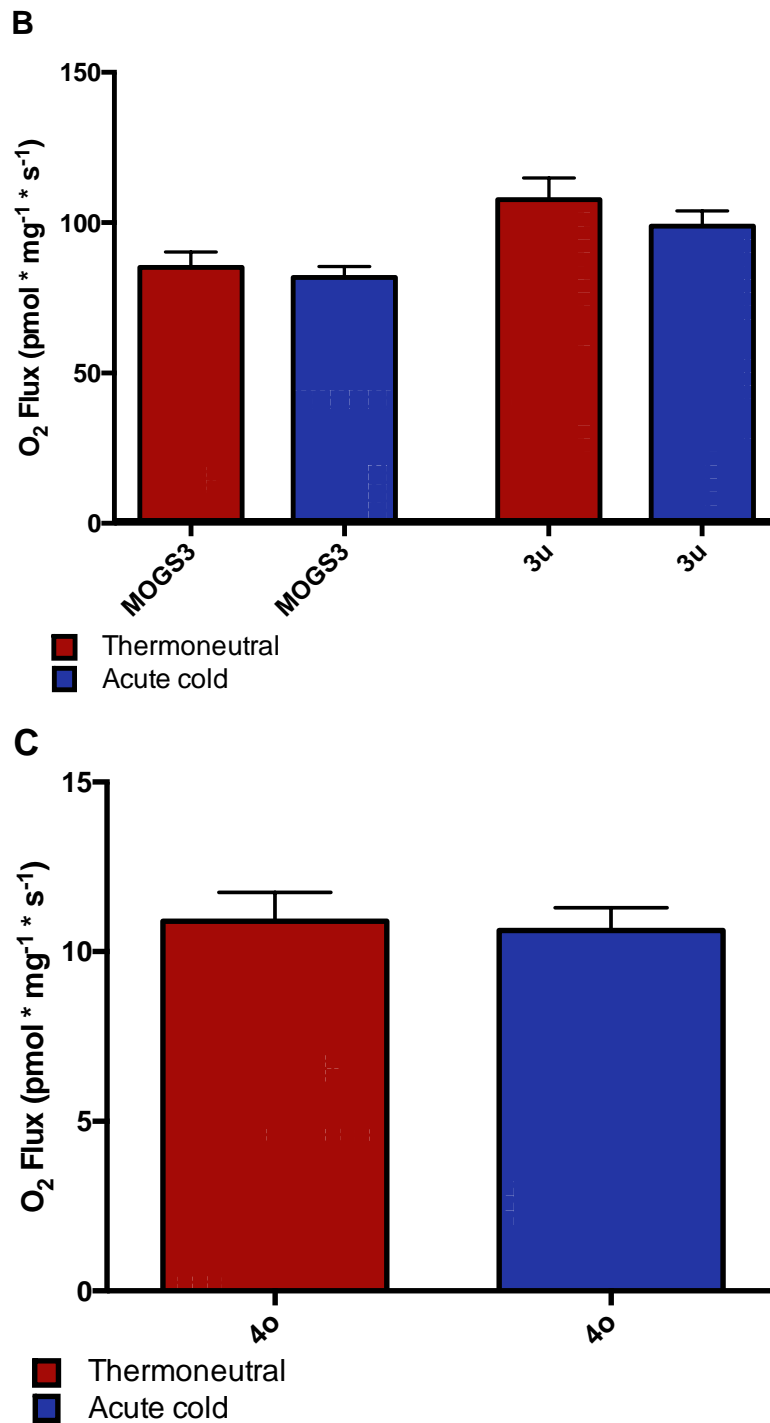 B
150
100
50
0
O₂ Flux (pmol * mg⁻¹ * s⁻¹)
MOGS3 MOGS3 3u 3u
Thermoneutral
Acute cold
C
15
10
5
0
O₂ Flux (pmol * mg⁻¹ * s⁻¹)
4o 4o
Thermoneutral
Acute cold